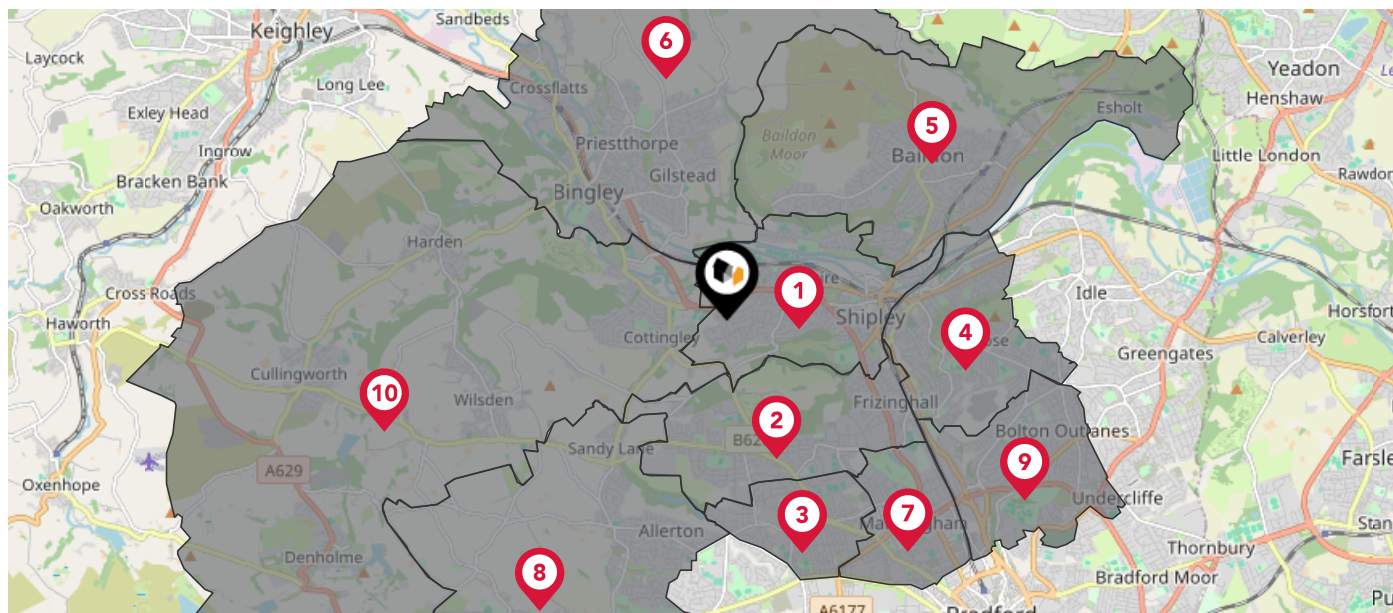 Sandbeds
Keighley
6
Laycock
Yeadon
Long Lee
Crossflatts
Henshaw
Exley Head
Esholt
5
Baildon
Moor
Priestthorpe
Ingrow
Baildon
Little London
Gilstead
Bracken Bank
Bingley
Oakworth
Harden
1
Cross Roads
Idle
Shipley
Haworth
4
Cottingley
Calverley
Greengates
Cullingworth
10
Wilsden
Frizinghall
2
Bolton Outlanes
B62
Sandy Lane
9
A629
Oxenhope
Undercliffe
3
7
Manningham
Allerton
Thornbury
Denholme
8
Bradford Moor
Bradford
A6177